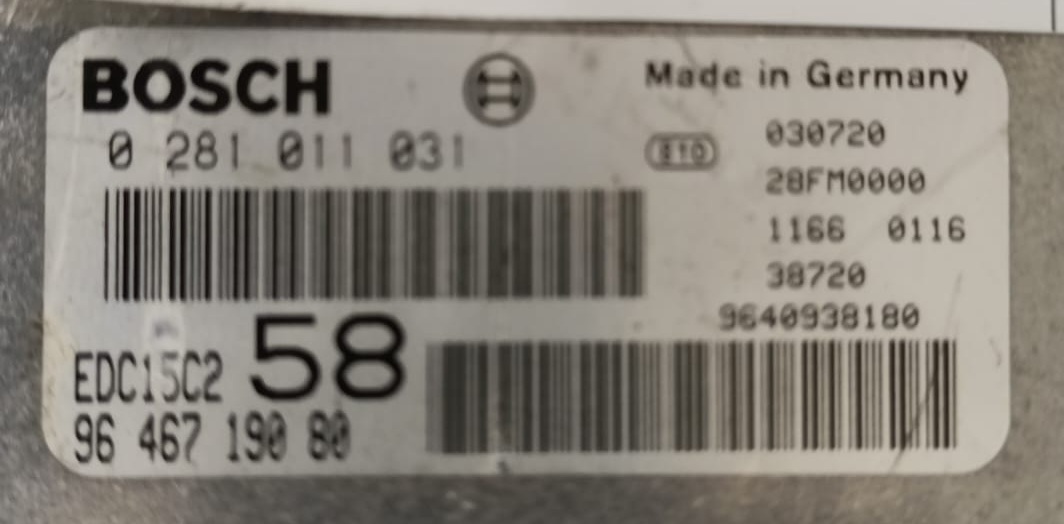 BOSCH
0 281 011 031
EDC15C2 58
96 467 190 80
Made in Germany
E10
030720
28FM0000
1166 0116
38720
9640938180